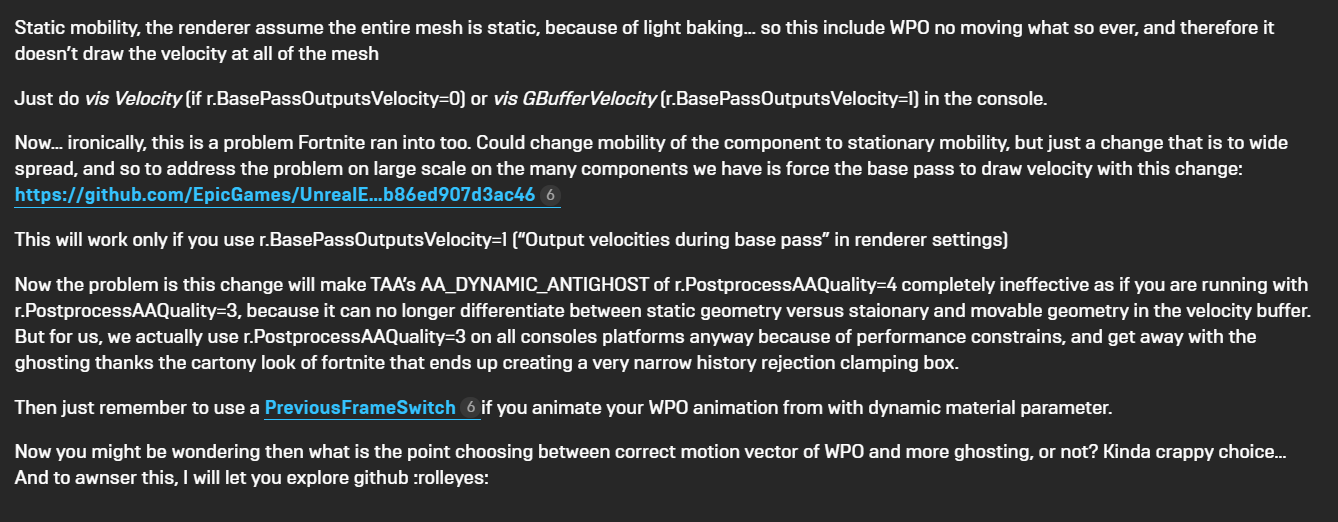 Static mobility, the renderer assume the entire mesh is static, because of light baking… so this include WPO no moving what so ever, and therefore it
doesn’t draw the velocity at all of the mesh
Just do vis Velocity (if r.BasePassOutputsVelocity=0) or vis GBufferVelocity (r.BasePassOutputsVelocity=1) in the console.
Now… ironically, this is a problem Fortnite ran into too. Could change mobility of the component to stationary mobility, but just a change that is to wide
spread, and so to address the problem on large scale on the many components we have is force the base pass to draw velocity with this change:
https://github.com/EpicGames/UnrealE…b86ed907d3ac46 6
This will work only if you use r.BasePassOutputsVelocity=1 (“Output velocities during base pass” in renderer settings)
Now the problem is this change will make TAA’s AA_DYNAMIC_ANTIGHOST of r.PostprocessAAQuality=4 completely ineffective as if you are running with
r.PostprocessAAQuality=3, because it can no longer differentiate between static geometry versus staionary and movable geometry in the velocity buffer.
But for us, we actually use r.PostprocessAAQuality=3 on all consoles platforms anyway because of performance constrains, and get away with the
ghosting thanks the cartony look of fortnite that ends up creating a very narrow history rejection clamping box.
Then just remember to use a PreviousFrameSwitch 6 if you animate your WPO animation from with dynamic material parameter.
Now you might be wondering then what is the point choosing between correct motion vector of WPO and more ghosting, or not? Kinda crappy choice…
And to awnser this, I will let you explore github :rolleyes: